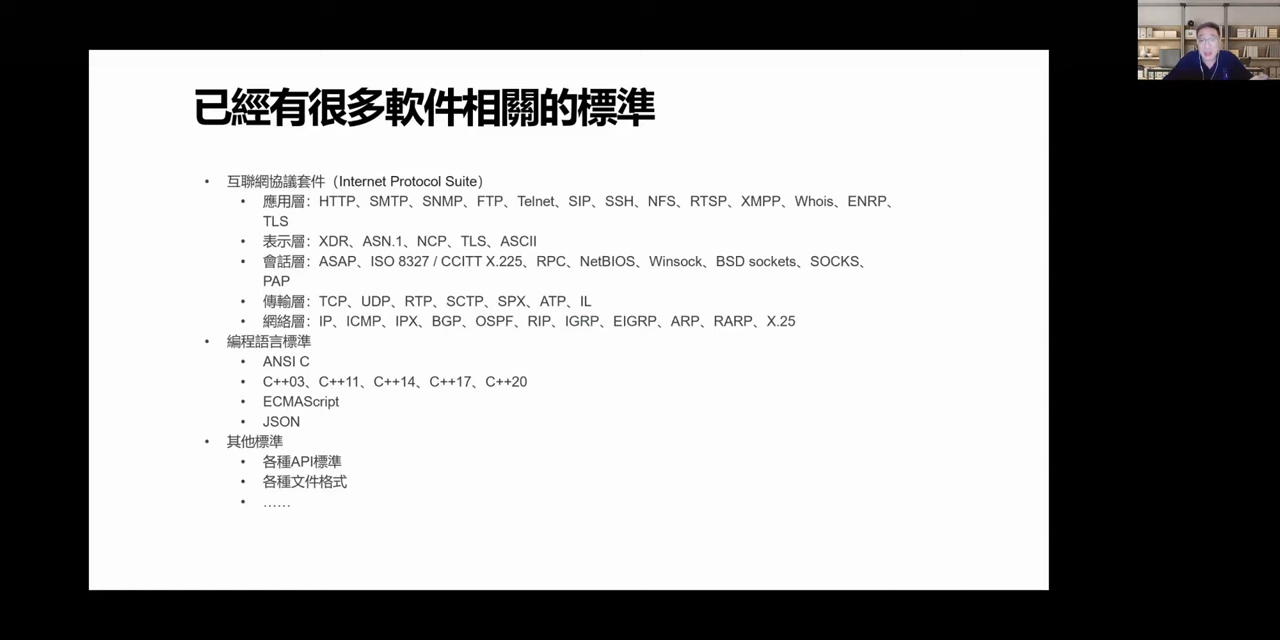 已經有很多軟件相關的標準
• 互聯網協議套件（Internet Protocol Suite）
• 應用層：HTTP、SMTP、SNMP、FTP、Telnet、SIP、SSH、NFS、RTSP、XMPP、Whois、ENRP、
TLS
• 表示層：XDR、ASN.1、NCP、TLS、ASCII
• 會話層：ASAP、ISO 8327 / CCITT X.225、RPC、NetBIOS、Winsock、BSD sockets、SOCKS、
PAP
• 傳輸層：TCP、UDP、RTP、SCTP、SPX、ATP、IL
• 網絡層：IP、ICMP、IPX、BGP、OSPF、RIP、IGRP、EIGRP、ARP、RARP、X.25
• 編程語言標準
• ANSI C
• C++03、C++11、C++14、C++17、C++20
• ECMAScript
• JSON
• 其他標準
• 各種API標準
• 各種文件格式
• ……